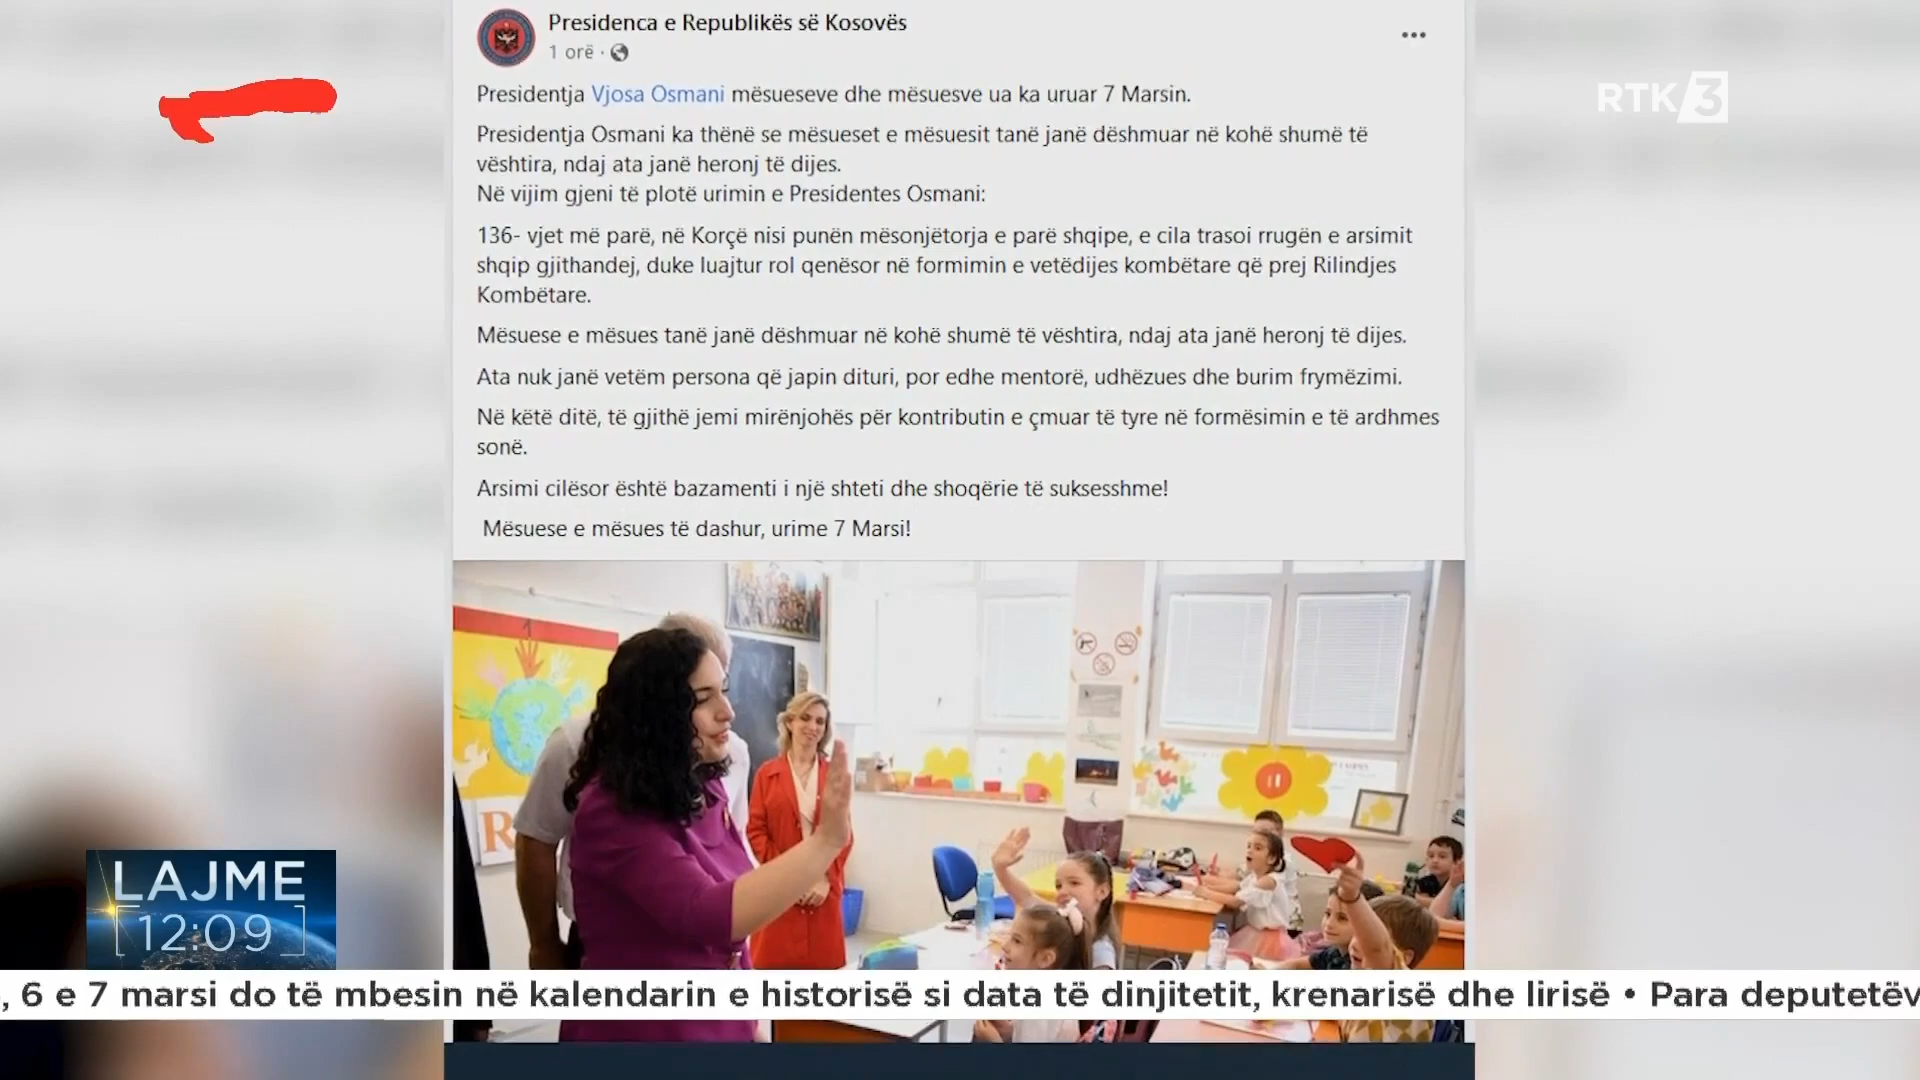 Presidenca e Republikës së Kosovës
1 orë ·
RTK 3
Presidentja Vjosa Osmani mësueseve dhe mësuesve ua ka uruar 7 Marsin.
Presidentja Osmani ka thënë se mësueset e mësuesit tanë janë dëshmuar në kohë shumë të
vështira, ndaj ata janë heronj të dijes.
Në vijim gjeni të plotë urimin e Presidentes Osmani:
136- vjet më parë, në Korçë nisi punën mësonjëtorja e parë shqipe, e cila trasoi rrugën e arsimit
shqip gjithandej, duke luajtur rol qenësor në formimin e vetëdijes kombëtare që prej Rilindjes
Kombëtare.
Mësuese e mësues tanë janë dëshmuar në kohë shumë të vështira, ndaj ata janë heronj të dijes.
Ata nuk janë vetëm persona që japin dituri, por edhe mentorë, udhëzues dhe burim frymëzimi.
Në këtë ditë, të gjithë jemi mirënjohës për kontributin e çmuar të tyre në formësimin e të ardhmes
sonë.
Arsimi cilësor është bazamenti i një shteti dhe shoqërie të suksesshme!
Mësuese e mësues të dashur, urime 7 Marsi!
R
LAJME
12:09
, 6 e 7 marsi do të mbesin në kalendarin e historisë si data të dinjitetit, krenarisë dhe lirisë • Para deputetëv